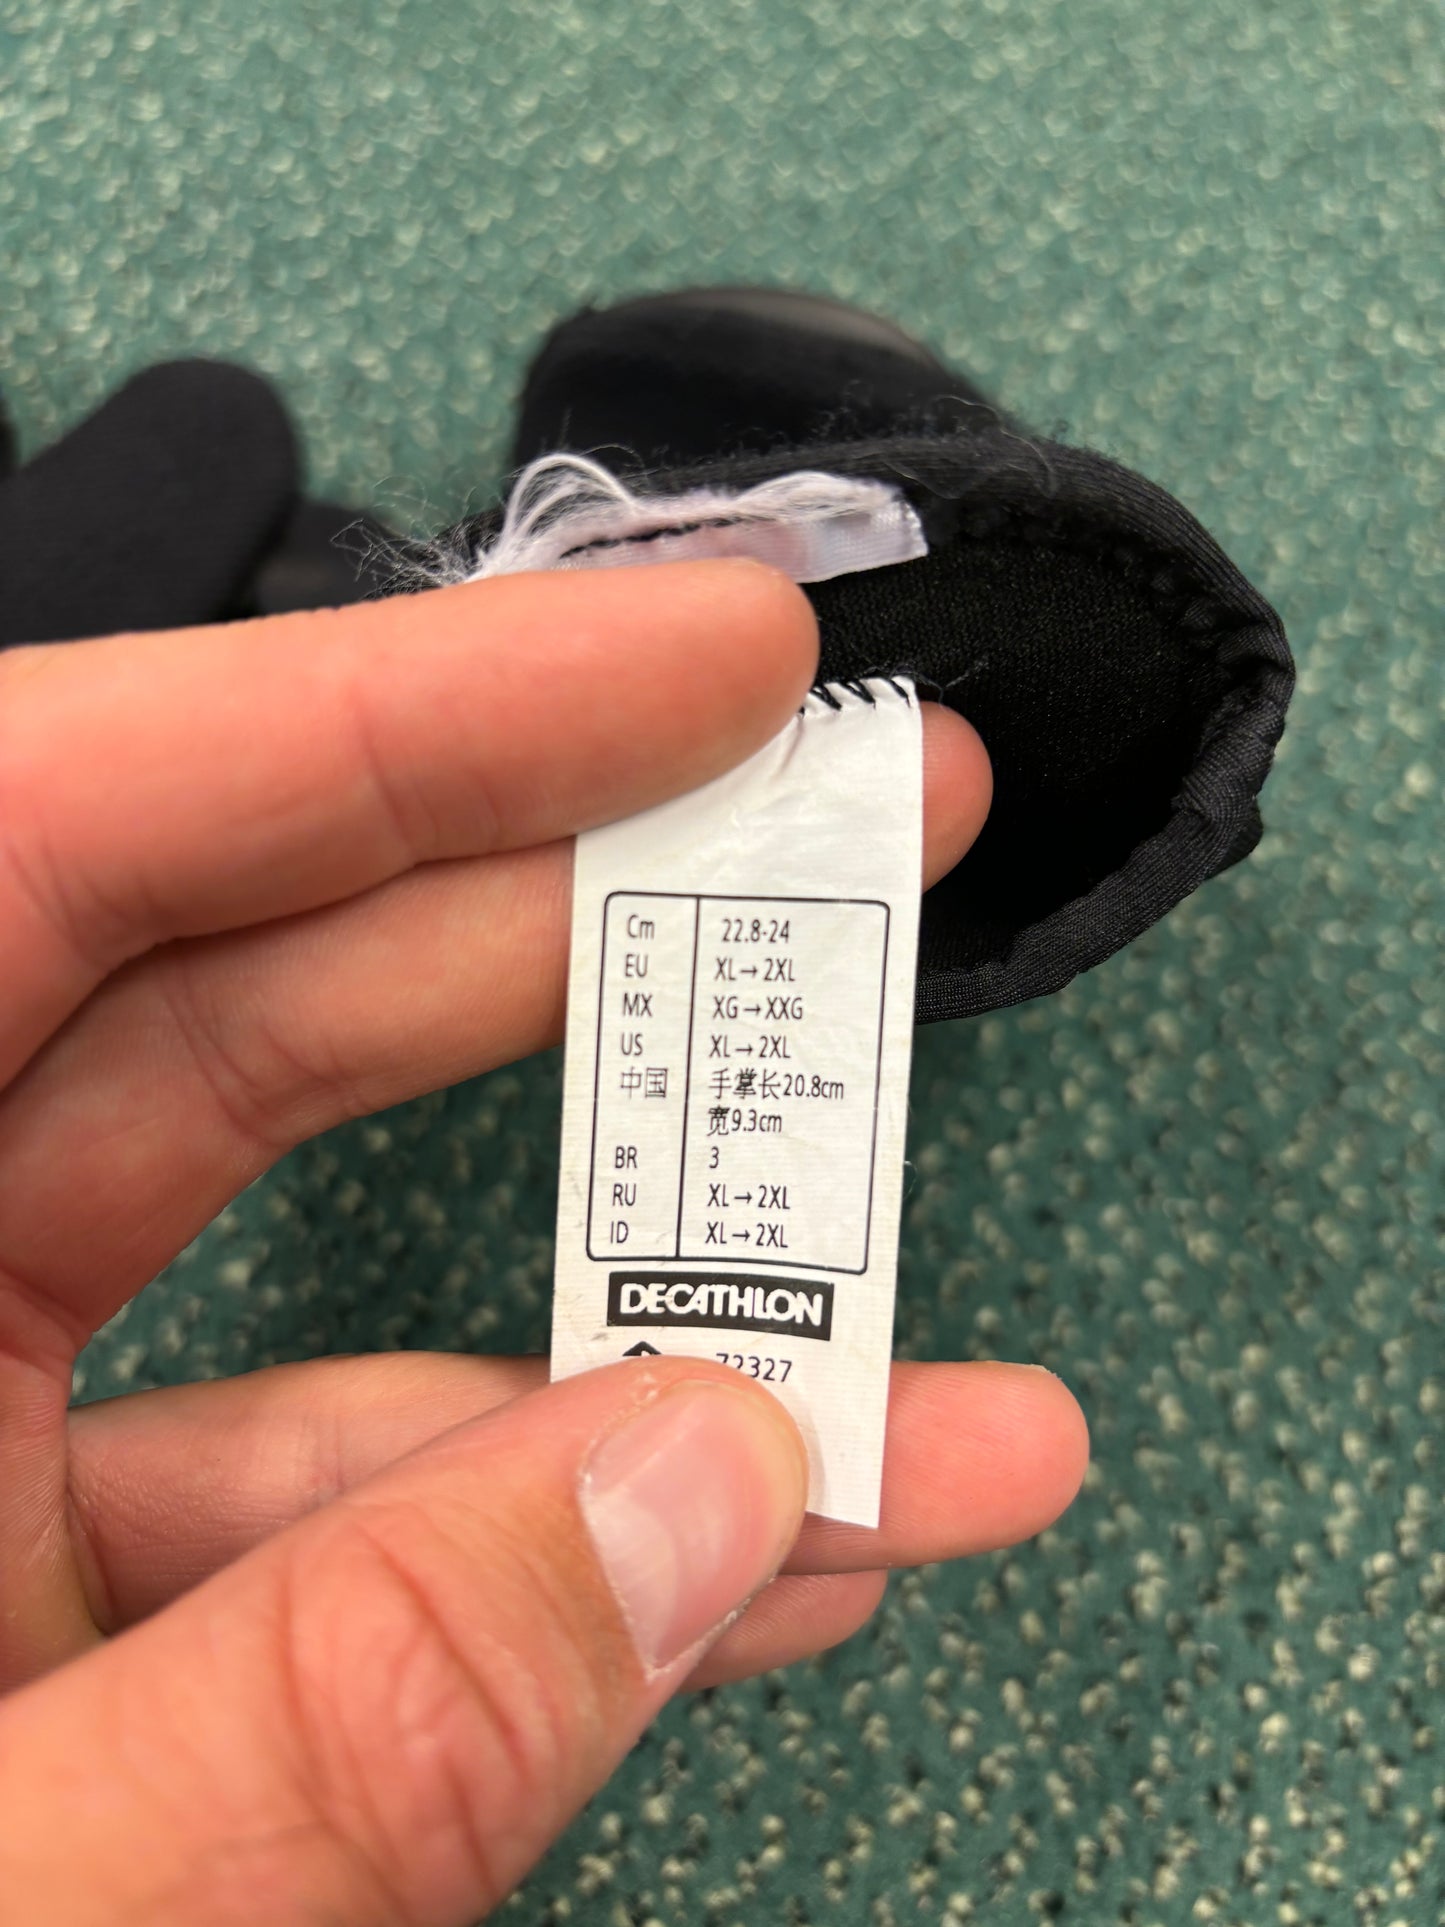 Cm 22.8-24
EU XL→2XL
MX XG→XXG
US XL→2XL
中国 手掌长20.8cm
宽9.3cm
BR 3
RU XL→2XL
ID XL→2XL
DECATHLON
72327